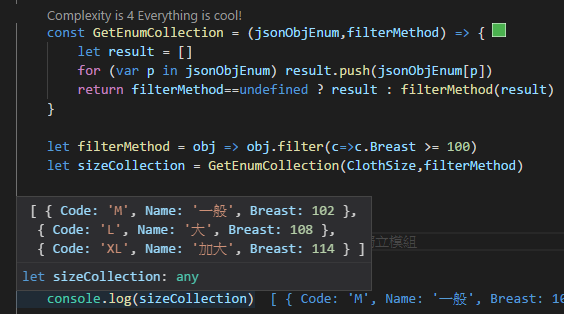 Complexity is 4 Everything is cool!
const GetEnumCollection = (jsonObjEnum,filterMethod) => {
let result = []
for (var p in jsonObjEnum) result.push(jsonObjEnum[p])
return filterMethod==undefined ? result : filterMethod(result)
}
let filterMethod = obj => obj.filter(c=>c.Breast >= 100)
let sizeCollection = GetEnumCollection(ClothSize,filterMethod)
[ { Code: 'M', Name: '一般', Breast: 102 },
{ Code: 'L', Name: '大', Breast: 108 },
{ Code: 'XL', Name: '加大', Breast: 114 } ]
立模組
let sizeCollection: any
console.log(sizeCollection) [ { Code: 'M', Name: '一般', Breast: 10